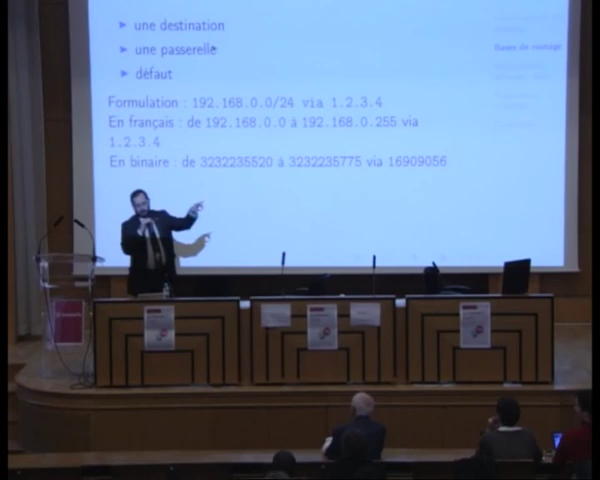 ► une destination
► une passerelle
► défaut
Formulation : 192.168.0.0/24 via 1.2.3.4
En français : de 192.168.0.0 à 192.168.0.255 via
1.2.3.4
En binaire : de 3232235520 à 3232235775 via 16909056
Bases de routage